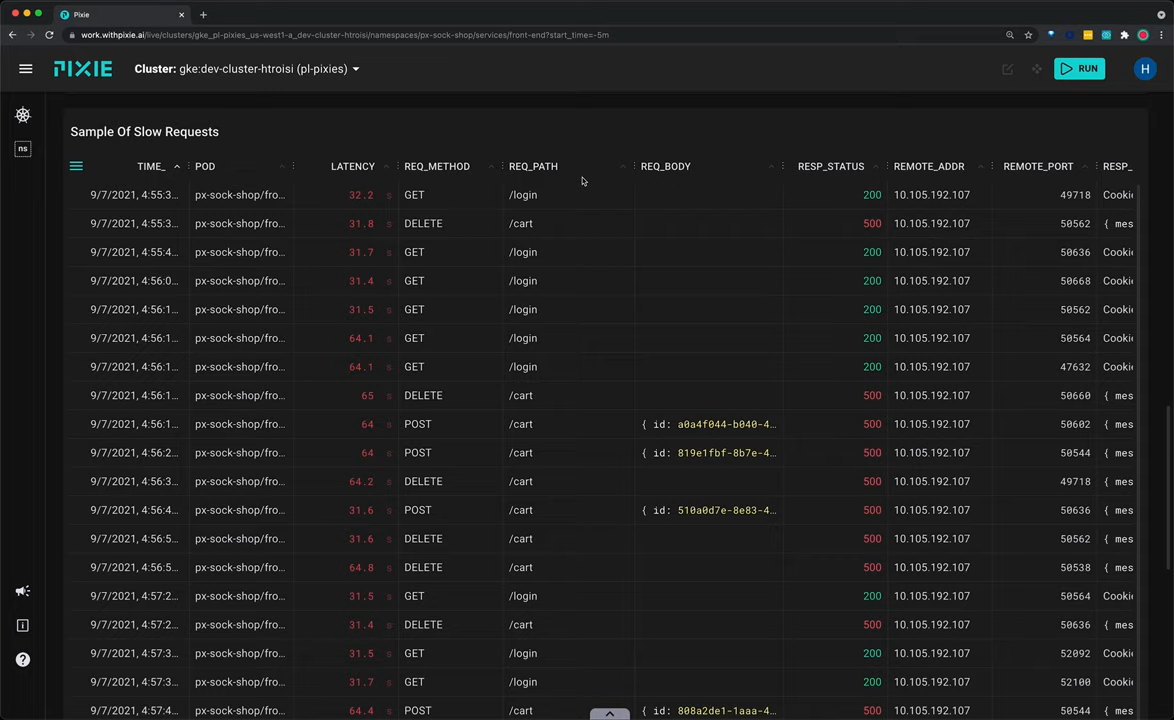 Pixie
work.withpixie.ai/live/clusters/gke_pl-pixies_us-west1-a_dev-cluster-htroisi/namespaces/px-sock-shop/services/front-end?start_time=-5m
PIXIE Cluster: gke:dev-cluster-htroisi (pl-pixies) RUN H
ns
Sample Of Slow Requests
TIME_ POD LATENCY REQ_METHOD REQ_PATH REQ_BODY RESP_STATUS REMOTE_ADDR REMOTE_PORT RESP_
9/7/2021, 4:55:3... px-sock-shop/fro... 32.2 s GET /login 200 10.105.192.107 49718 Cookie
9/7/2021, 4:55:3... px-sock-shop/fro... 31.8 s DELETE /cart 500 10.105.192.107 50562 { mes
9/7/2021, 4:55:4... px-sock-shop/fro... 31.7 s GET /login 200 10.105.192.107 50636 Cookie
9/7/2021, 4:56:0... px-sock-shop/fro... 31.4 s GET /login 200 10.105.192.107 50668 Cookie
9/7/2021, 4:56:1... px-sock-shop/fro... 31.5 s GET /login 200 10.105.192.107 50562 Cookie
9/7/2021, 4:56:1... px-sock-shop/fro... 64.1 s GET /login 200 10.105.192.107 50564 Cookie
9/7/2021, 4:56:1... px-sock-shop/fro... 64.1 s GET /login 200 10.105.192.107 47632 Cookie
9/7/2021, 4:56:1... px-sock-shop/fro... 65 s DELETE /cart 500 10.105.192.107 50660 { mes
9/7/2021, 4:56:1... px-sock-shop/fro... 64 s POST /cart { id: a0a4f044-b040-4... 500 10.105.192.107 50602 { mes
9/7/2021, 4:56:2... px-sock-shop/fro... 64 s POST /cart { id: 819e1fbf-8b7e-4... 500 10.105.192.107 50544 { mes
9/7/2021, 4:56:3... px-sock-shop/fro... 64.2 s DELETE /cart 500 10.105.192.107 49718 { mes
9/7/2021, 4:56:4... px-sock-shop/fro... 31.6 s POST /cart { id: 510a0d7e-8e83-4... 500 10.105.192.107 50636 { mes
9/7/2021, 4:56:5... px-sock-shop/fro... 31.6 s DELETE /cart 500 10.105.192.107 50562 { mes
9/7/2021, 4:56:5... px-sock-shop/fro... 64.8 s DELETE /cart 500 10.105.192.107 50538 { mes
9/7/2021, 4:57:2... px-sock-shop/fro... 31.5 s GET /login 200 10.105.192.107 50564 Cookie
9/7/2021, 4:57:2... px-sock-shop/fro... 31.4 s DELETE /cart 500 10.105.192.107 50636 { mes
9/7/2021, 4:57:3... px-sock-shop/fro... 31.5 s GET /login 200 10.105.192.107 52092 Cookie
9/7/2021, 4:57:3... px-sock-shop/fro... 31.7 s GET /login 200 10.105.192.107 52100 Cookie
9/7/2021, 4:57:4... px-sock-shop/fro... 64.4 s POST /cart { id: 808a2de1-1aaa-4... 500 10.105.192.107 50544 { mes